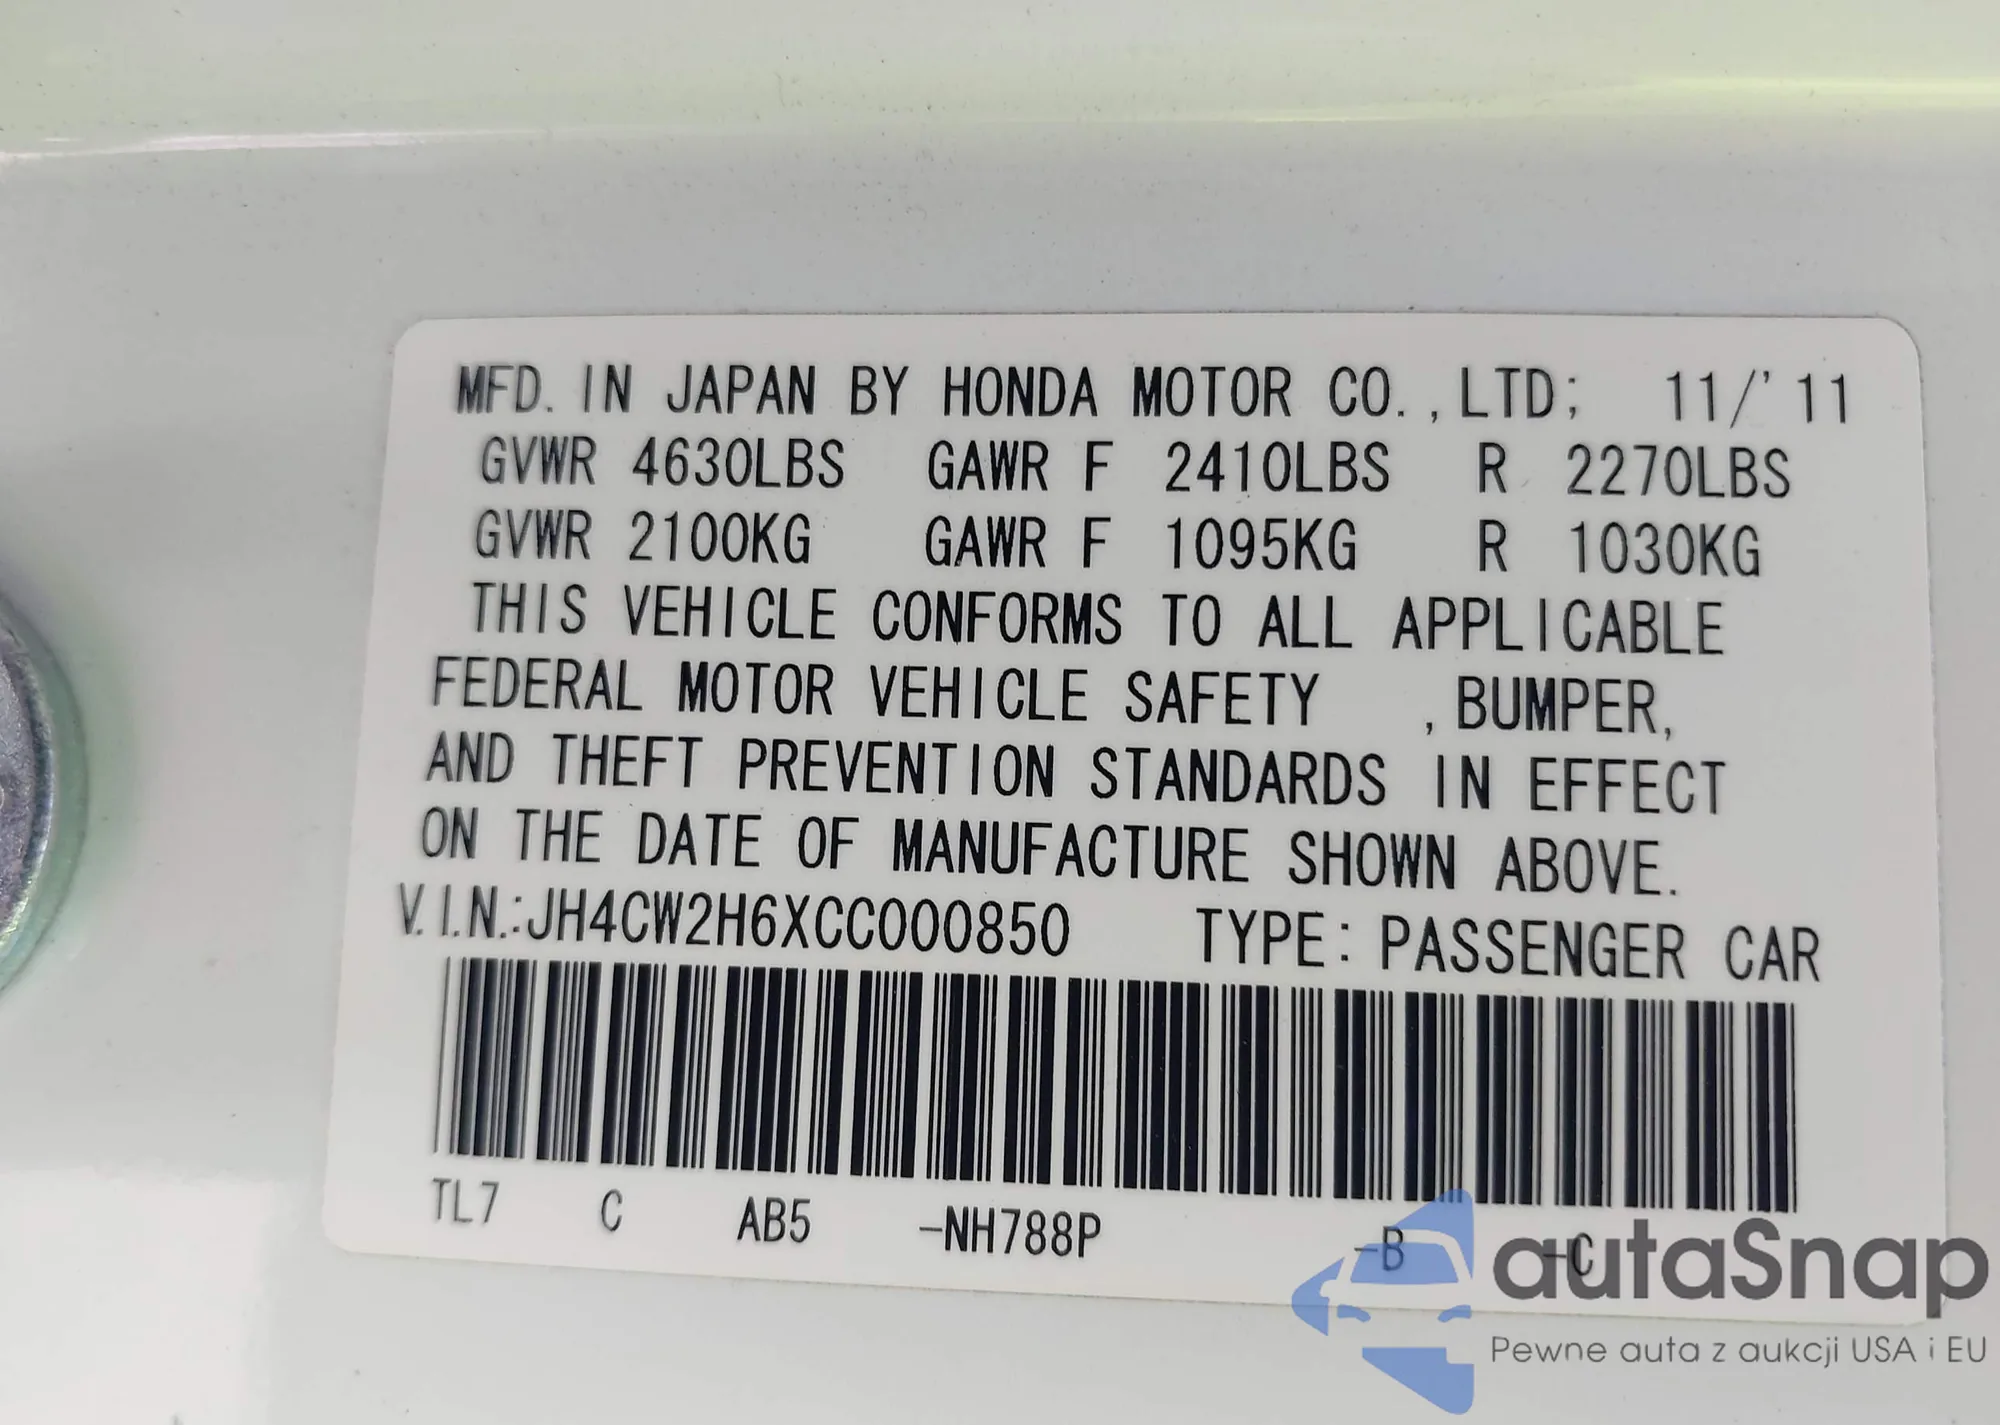 MFD. IN JAPAN BY HONDA MOTOR CO., LTD; 11/'11
GVWR 4630LBS GAWR F 2410LBS R 2270LBS
GVWR 2100KG GAWR F 1095KG R 1030KG
THIS VEHICLE CONFORMS TO ALL APPLICABLE
FEDERAL MOTOR VEHICLE SAFETY , BUMPER,
AND THEFT PREVENTION STANDARDS IN EFFECT
ON THE DATE OF MANUFACTURE SHOWN ABOVE.
V.I.N.:JH4CW2H6XCC000850 TYPE: PASSENGER CAR
TL7 C AB5 -NH788P -B -C
autaSnap
Pewne auta z aukcji USA i EU